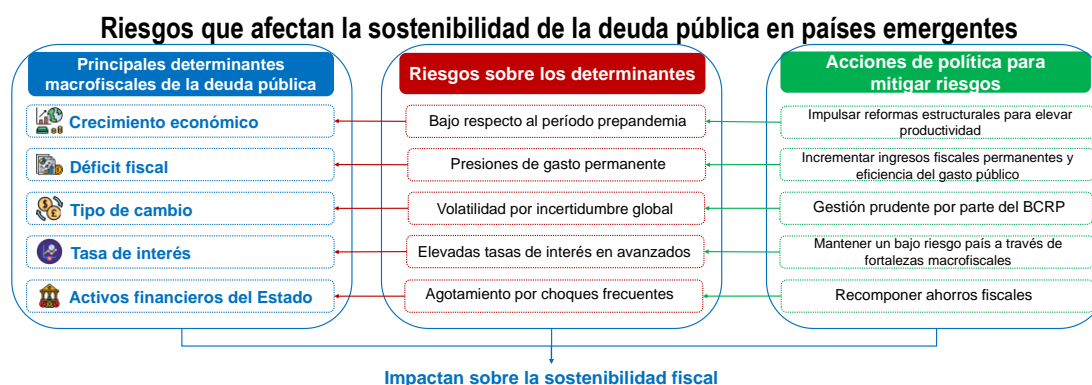 Riesgos que afectan la sostenibilidad de la deuda pública en países emergentes
Principales determinantes
macrofiscales de la deuda pública
Crecimiento económico
Déficit fiscal
Tipo de cambio
Tasa de interés
Activos financieros del Estado
Riesgos sobre los determinantes
Bajo respecto al período prepandemia
Presiones de gasto permanente
Volatilidad por incertidumbre global
Elevadas tasas de interés en avanzados
Agotamiento por choques frecuentes
Acciones de política para
mitigar riesgos
Impulsar reformas estructurales para elevar
productividad
Incrementar ingresos fiscales permanentes y
eficiencia del gasto público
Gestión prudente por parte del BCRP
Mantener un bajo riesgo país a través de
fortalezas macrofiscales
Recomponer ahorros fiscales
Impactan sobre la sostenibilidad fiscal